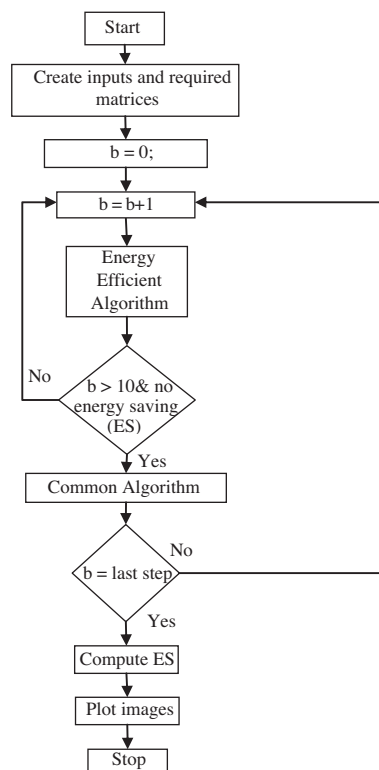 Start
Create inputs and required
matrices
b = 0;
b = b+1
Energy
Efficient
Algorithm
No
b > 10& no
energy saving
(ES)
Yes
Common Algorithm
No
b = last step
Yes
Compute ES
Plot images
Stop